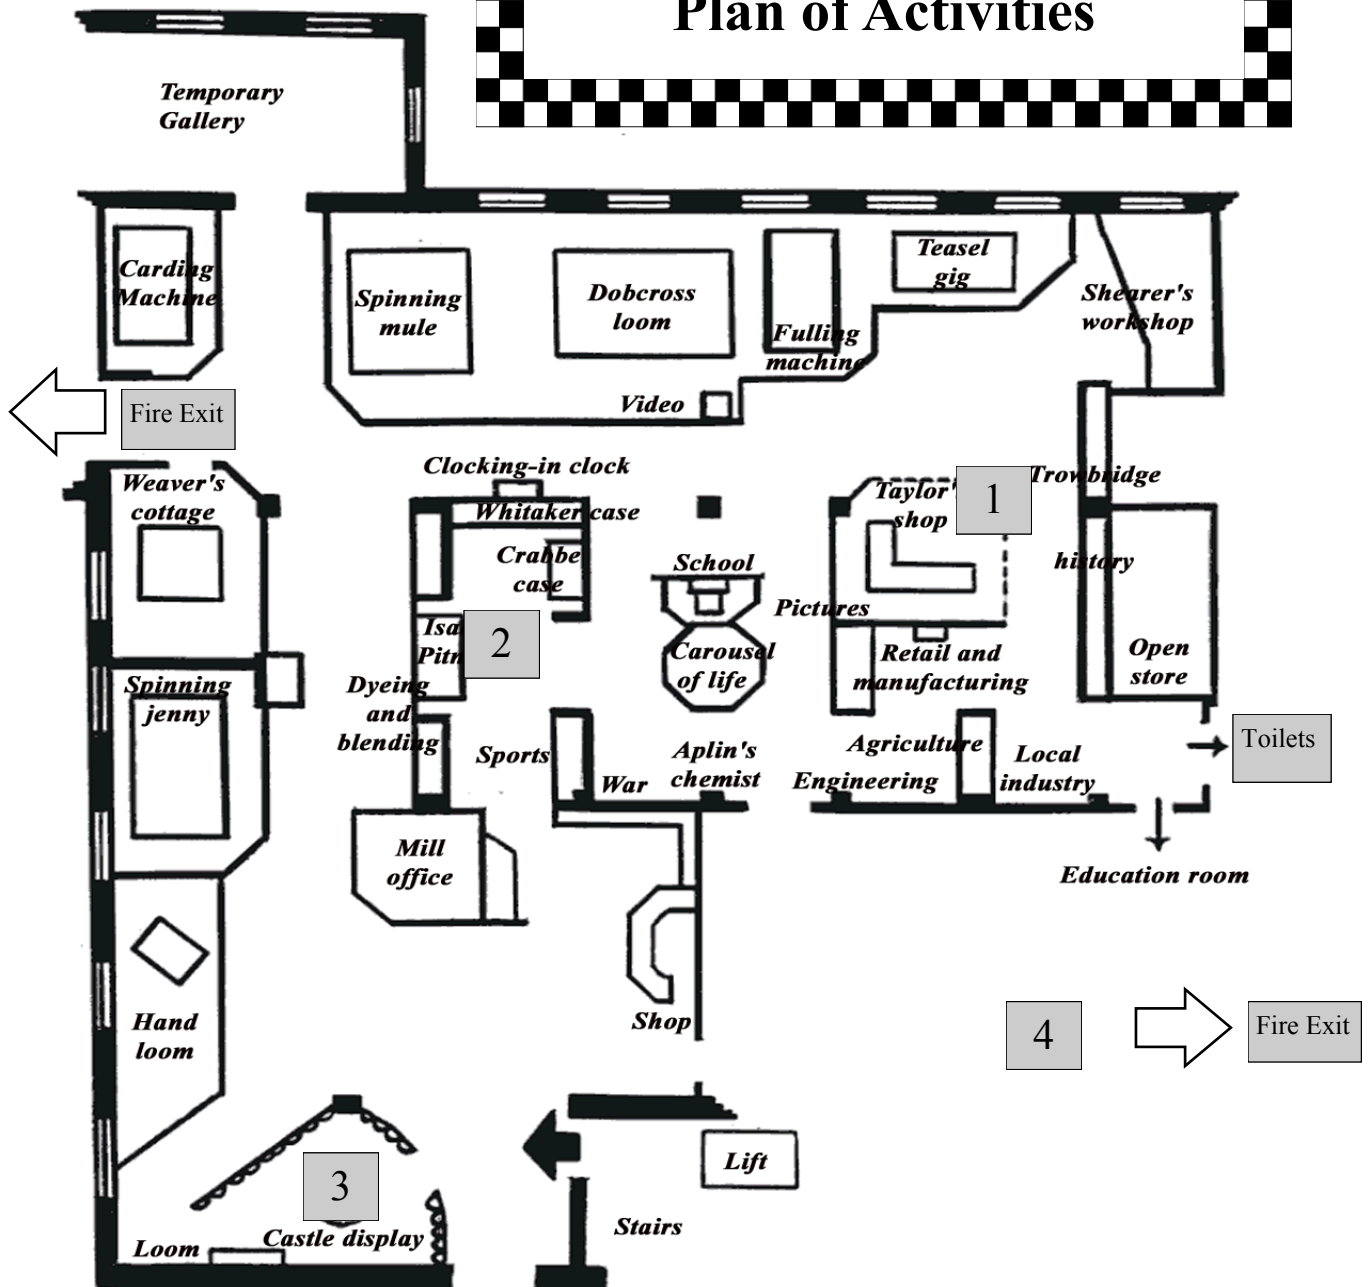 Plan of Activities
Temporary
Gallery
Carding
Machine
Spinning
mule
Dobcross
loom
Fulling
machine
Teasel
gig
Shearer's
workshop
Video
Fire Exit
Weaver's
cottage
Clocking-in clock
Whitaker case
Crabbe
case
Taylor'
shop
1
Trowbridge
history
School
Pictures
Isa
Pitn
2
Carousel
of life
Retail and
manufacturing
Open
store
Spinning
jenny
Dyeing
and
blending
Sports
War
Aplin's
chemist
Agriculture
Engineering
Local
industry
Toilets
Mill
office
Education room
Hand
loom
Shop
4
Fire Exit
Lift
3
Castle display
Loom
Stairs